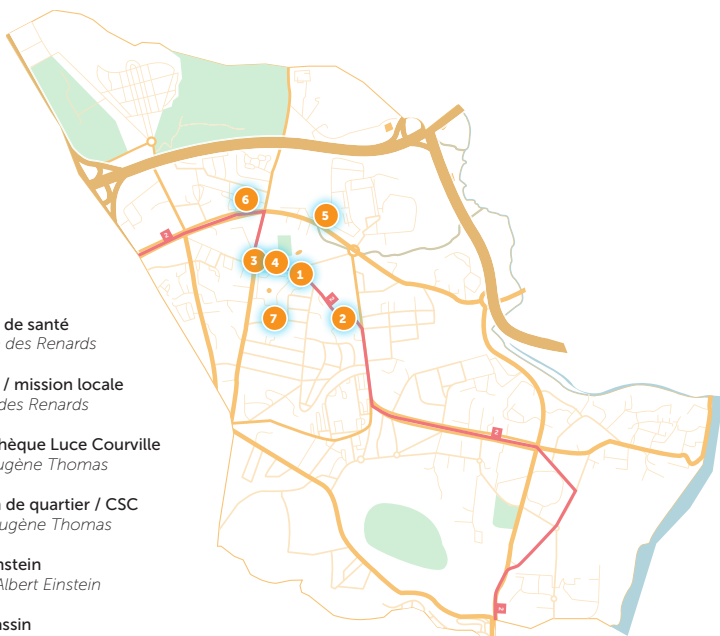 6
5
2
3
4
1
2
7
2
de santé
des Renards
/ mission locale
des Renards
hèque Luce Courville
ugène Thomas
de quartier / CSC
ugène Thomas
nstein
Albert Einstein
ssin
2
2